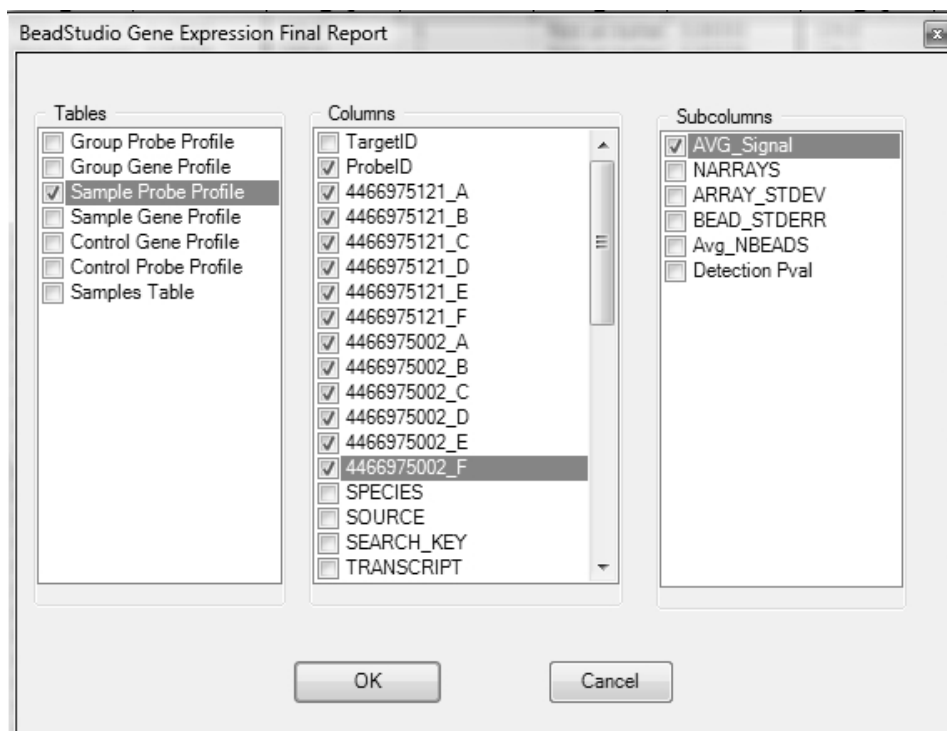 BeadStudio Gene Expression Final Report
Tables
Group Probe Profile
Group Gene Profile
Sample Probe Profile
Sample Gene Profile
Control Gene Profile
Control Probe Profile
Samples Table
Columns
TargetID
ProbeID
4466975121_A
4466975121_B
4466975121_C
4466975121_D
4466975121_E
4466975121_F
4466975002_A
4466975002_B
4466975002_C
4466975002_D
4466975002_E
4466975002_F
SPECIES
SOURCE
SEARCH_KEY
TRANSCRIPT
Subcolumns
AVG_Signal
NARRAYS
ARRAY_STDEV
BEAD_STDERR
Avg_NBEADS
Detection Pval
OK
Cancel